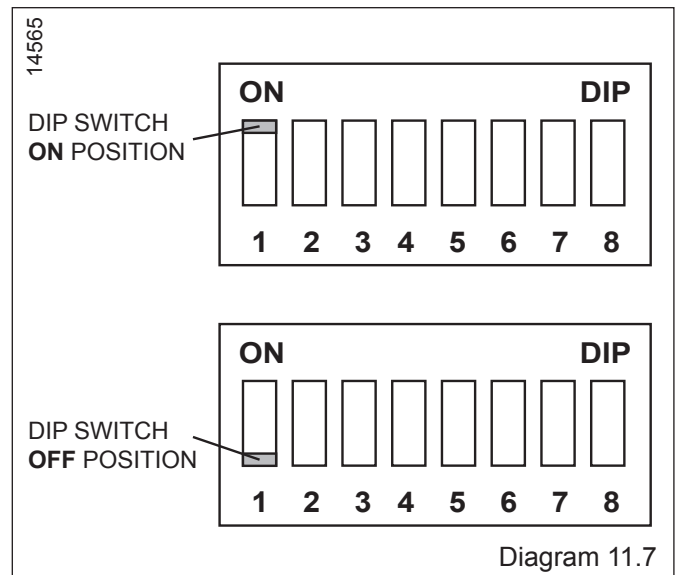 14565
ON DIP
DIP SWITCH
ON POSITION
1 2 3 4 5 6 7 8
ON DIP
DIP SWITCH
OFF POSITION
1 2 3 4 5 6 7 8
Diagram 11.7